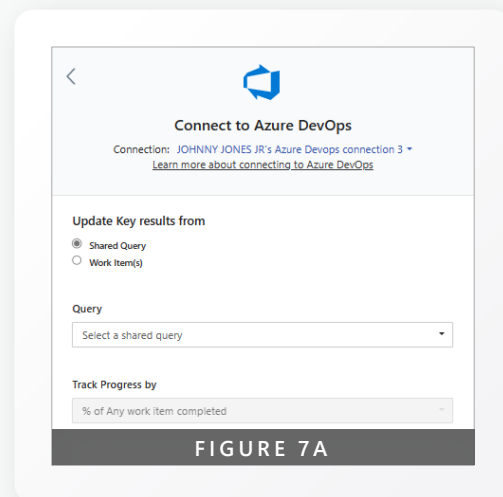 Connect to Azure DevOps
Connection: JOHNNY JONES JR's Azure Devops connection 3
Learn more about connecting to Azure DevOps
Update Key results from
Shared Query
Work Item(s)
Query
Select a shared query
Track Progress by
% of Any work item completed
FIGURE 7A